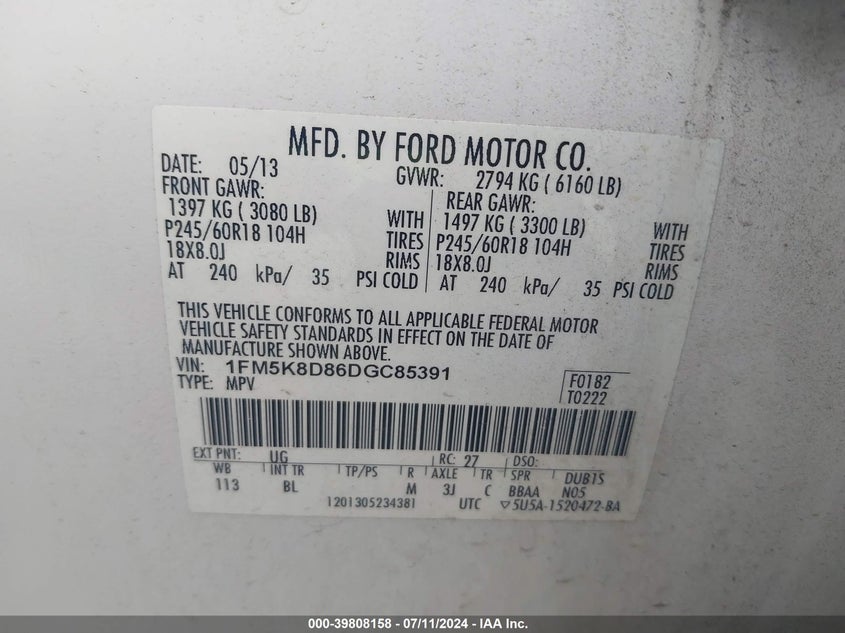 MFD. BY FORD MOTOR CO.
DATE: 05/13
GVWR: 2794 KG ( 6160 LB)
FRONT GAWR:
1397 KG ( 3080 LB) WITH
P245/60R18 104H TIRES
18X8.0J RIMS
AT 240 kPa/ 35 PSI COLD
REAR GAWR:
1497 KG ( 3300 LB) WITH
P245/60R18 104H TIRES
18X8.0J RIMS
AT 240 kPa/ 35 PSI COLD
THIS VEHICLE CONFORMS TO ALL APPLICABLE FEDERAL MOTOR
VEHICLE SAFETY STANDARDS IN EFFECT ON THE DATE OF
MANUFACTURE SHOWN ABOVE.
VIN: 1FM5K8D86DGC85391
TYPE: MPV
F0182
T0222
EXT PNT: UG RC: 27 DSO:
WB INT TR TP/PS R AXLE TR SPR DUB1S
113 BL M 3J C BBAA N05
1201305234381 UTC ▽5U5A-1520472-BA
000-39808158 - 07/11/2024 - IAA Inc.